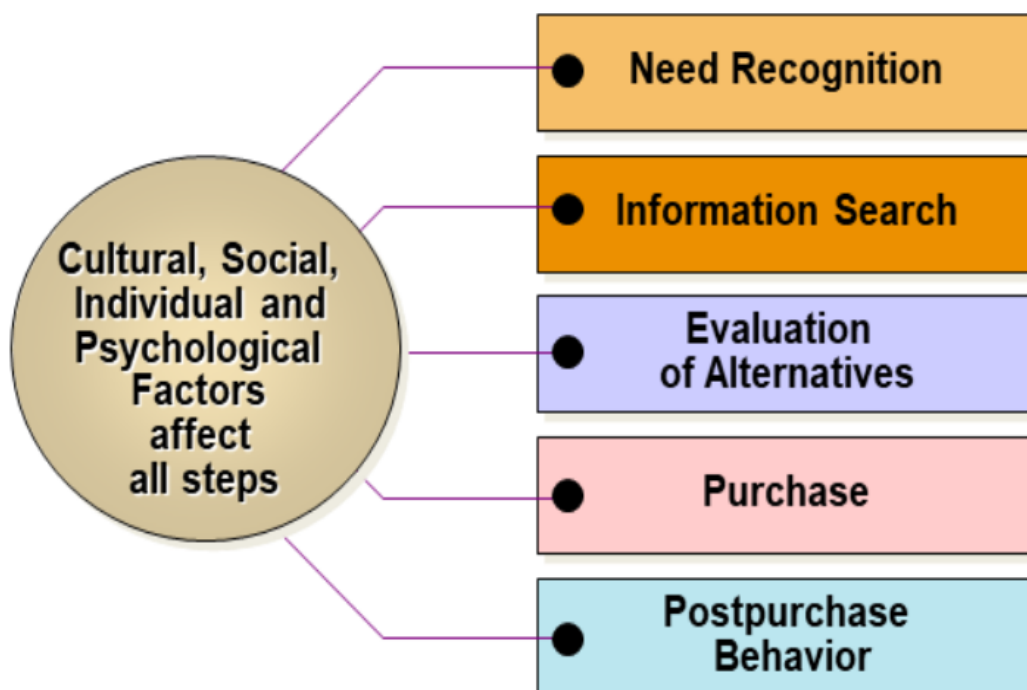 Cultural, Social,
Individual and
Psychological
Factors
affect
all steps
Need Recognition
Information Search
Evaluation
of Alternatives
Purchase
Postpurchase
Behavior